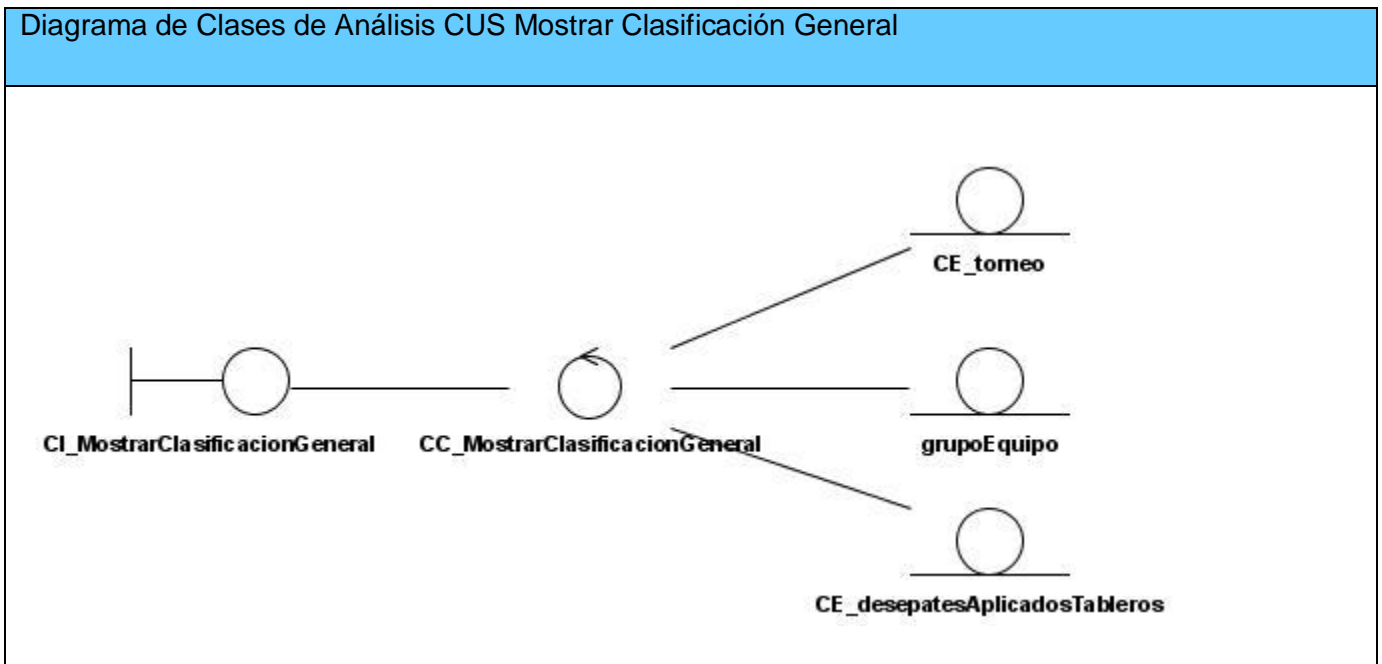 Diagrama de Clases de Análisis CUS Mostrar Clasificación General
CE_torneo
CI_MostrarClasificacionGeneral
CC_MostrarClasificacionGeneral
grupoEquipo
CE_desepatesAplicadosTableros